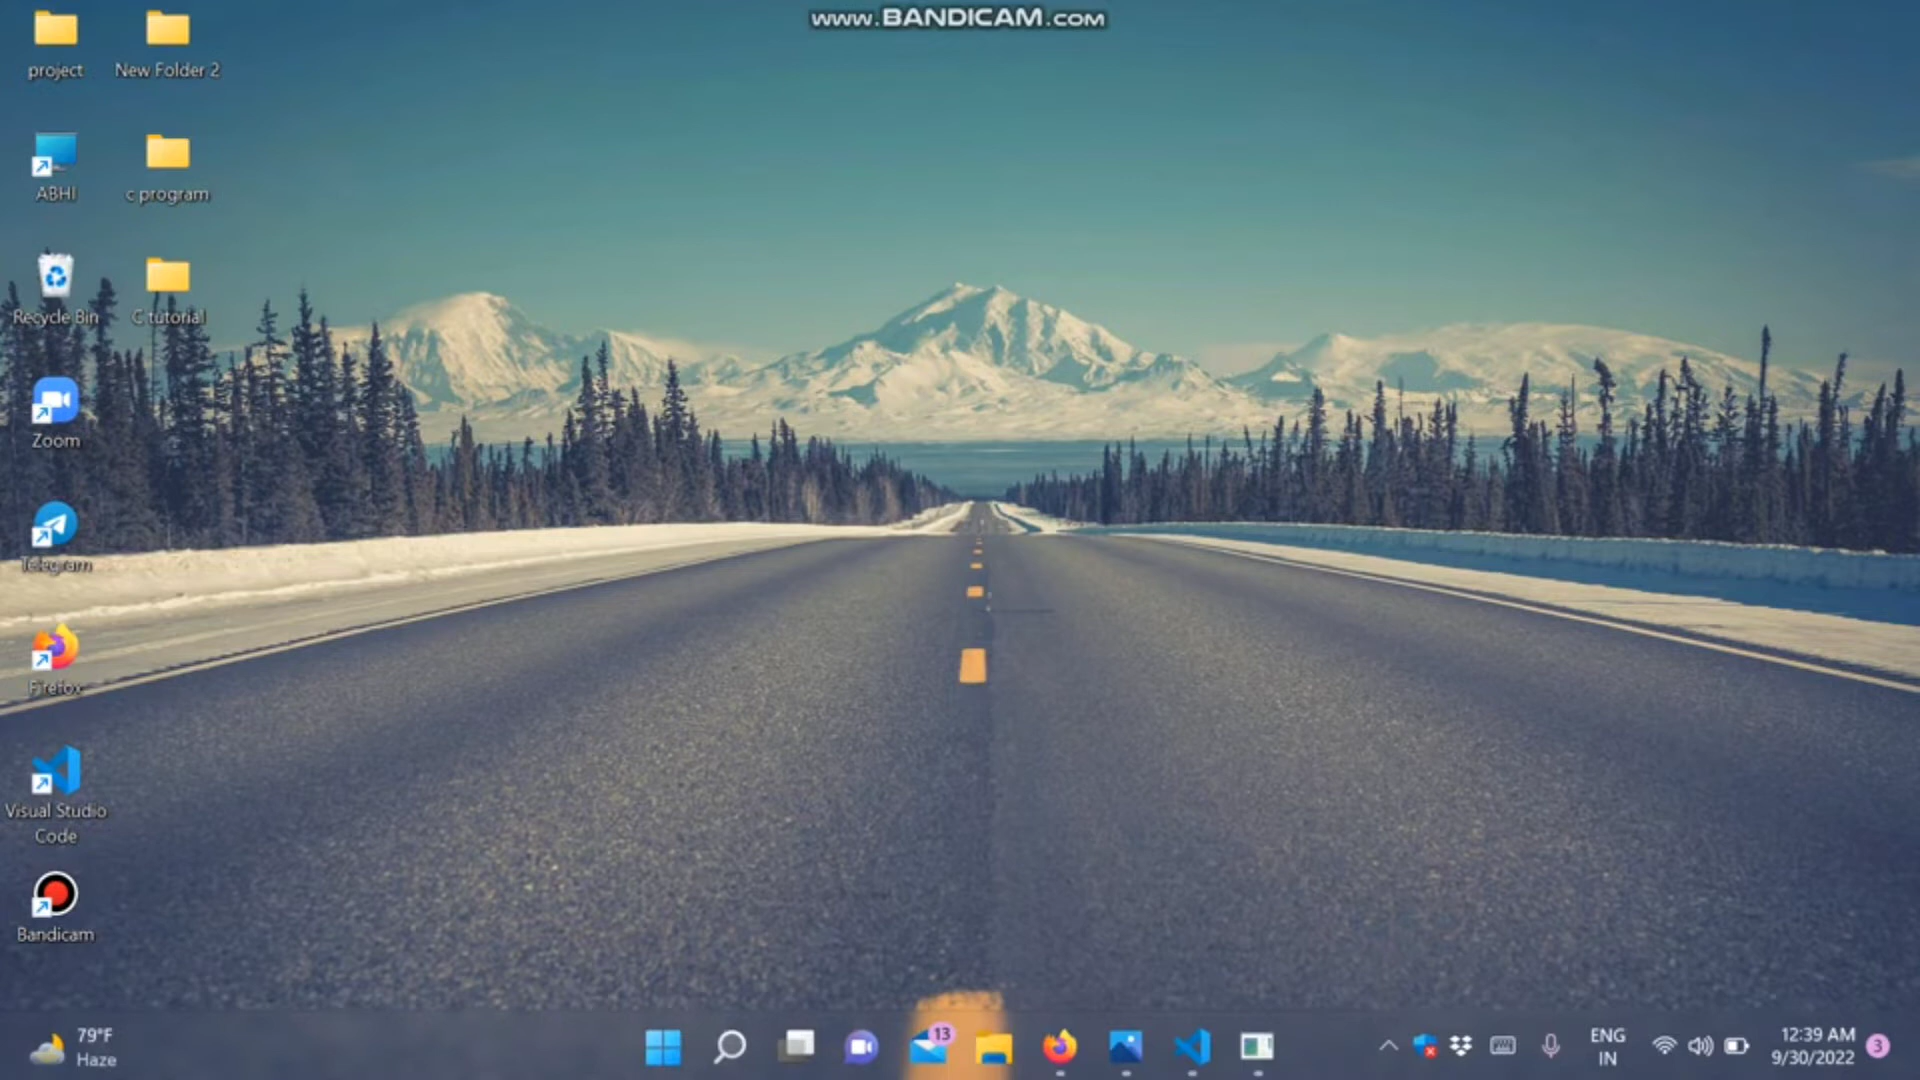 www.BANDICAM.com
project
New Folder 2
ABHI
c program
Recycle Bin
C tutorial
Zoom
Telegram
Firefox
Visual Studio
Code
Bandicam
79°F
Haze
13
ENG
IN
12:39 AM
9/30/2022
3